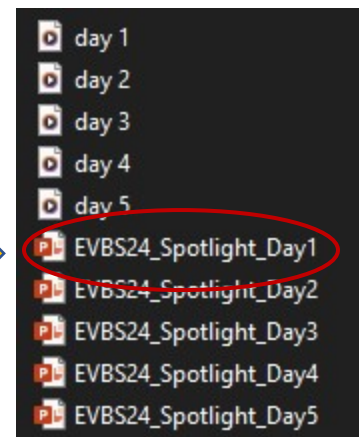 day 1
day 2
day 3
day 4
day 5
EVBS24_Spotlight_Day1
EVBS24_Spotlight_Day2
EVBS24_Spotlight_Day3
EVBS24_Spotlight_Day4
EVBS24_Spotlight_Day5